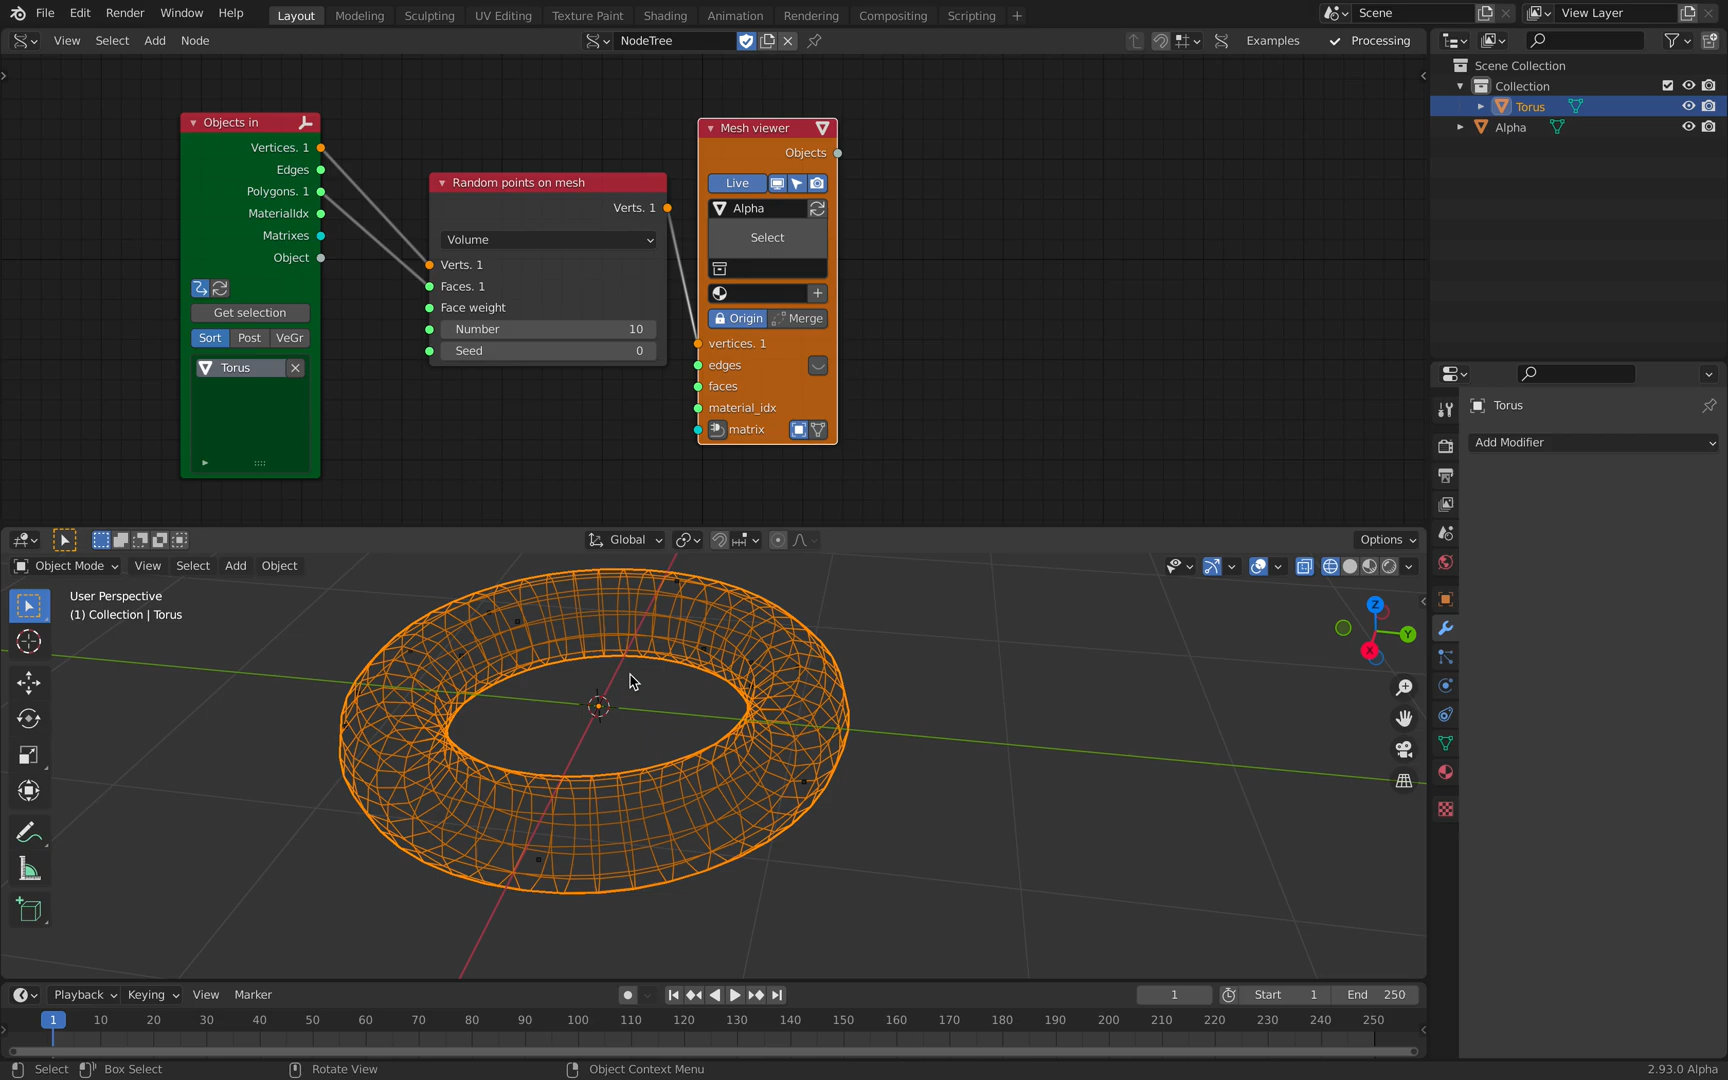 File Edit Render Window Help Layout Modeling Sculpting UV Editing Texture Paint Shading Animation Rendering Compositing Scripting + Scene View Layer
View Select Add Node NodeTree Examples Processing
Scene Collection
Collection
Torus
Alpha
Objects in
Vertices. 1
Edges
Polygons. 1
MaterialIdx
Matrixes
Object
Get selection
Sort Post VeGr
Torus
Random points on mesh
Verts. 1
Volume
Verts. 1
Faces. 1
Face weight
Number 10
Seed 0
Mesh viewer
Objects
Live
Alpha
Select
Origin Merge
vertices. 1
edges
faces
material_idx
matrix
Torus
Add Modifier
Global Options
Object Mode View Select Add Object
User Perspective
(1) Collection | Torus
Z
Y
X
Playback Keying View Marker 1 Start 1 End 250
1 10 20 30 40 50 60 70 80 90 100 110 120 130 140 150 160 170 180 190 200 210 220 230 240 250
Select Box Select Rotate View Object Context Menu 2.93.0 Alpha